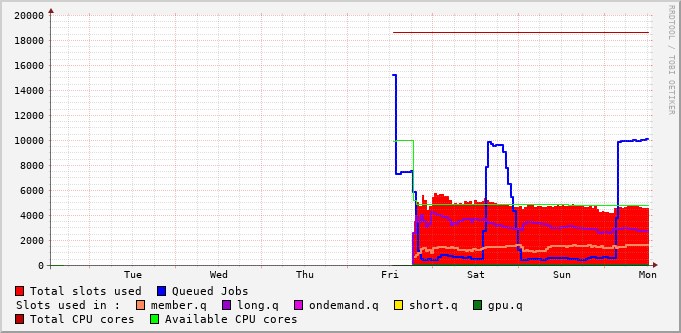 RRDTOOL / TOBI OETIKER
20000
18000
16000
14000
12000
10000
8000
6000
4000
2000
0
Tue Wed Thu Fri Sat Sun Mon
Total slots used Queued Jobs
Slots used in : member.q long.q ondemand.q short.q gpu.q
Total CPU cores Available CPU cores